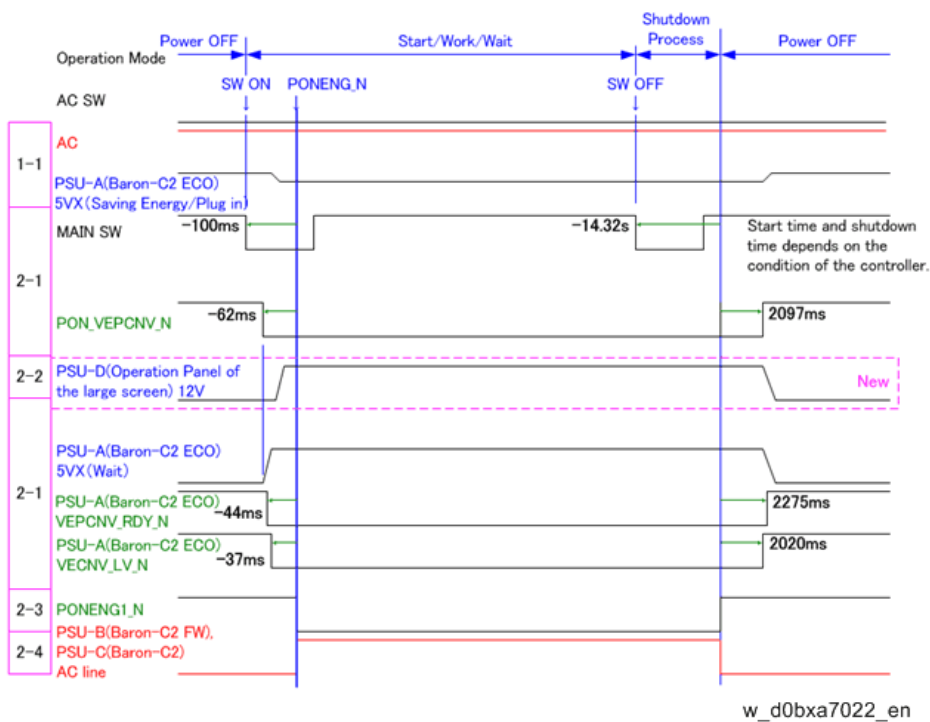 Shutdown
Power OFF Start/Work/Wait Process Power OFF
Operation Mode
SW ON PONENG_N SW OFF
AC SW
AC
1-1
PSU-A(Baron-C2 ECO)
5VX(Saving Energy/Plug in)
MAIN SW -100ms -14.32s Start time and shutdown
time depends on the
condition of the controller.
2-1
-62ms 2097ms
PON_VEPCNV_N
2-2 PSU-D(Operation Panel of
the large screen) 12V New
PSU-A(Baron-C2 ECO)
5VX(Wait)
2-1
PSU-A(Baron-C2 ECO) 2275ms
VEPCNV_RDY_N -44ms
PSU-A(Baron-C2 ECO) 2020ms
VECNV_LV_N -37ms
2-3 PONENG1_N
PSU-B(Baron-C2 FW),
2-4 PSU-C(Baron-C2)
AC line
w_d0bxa7022_en